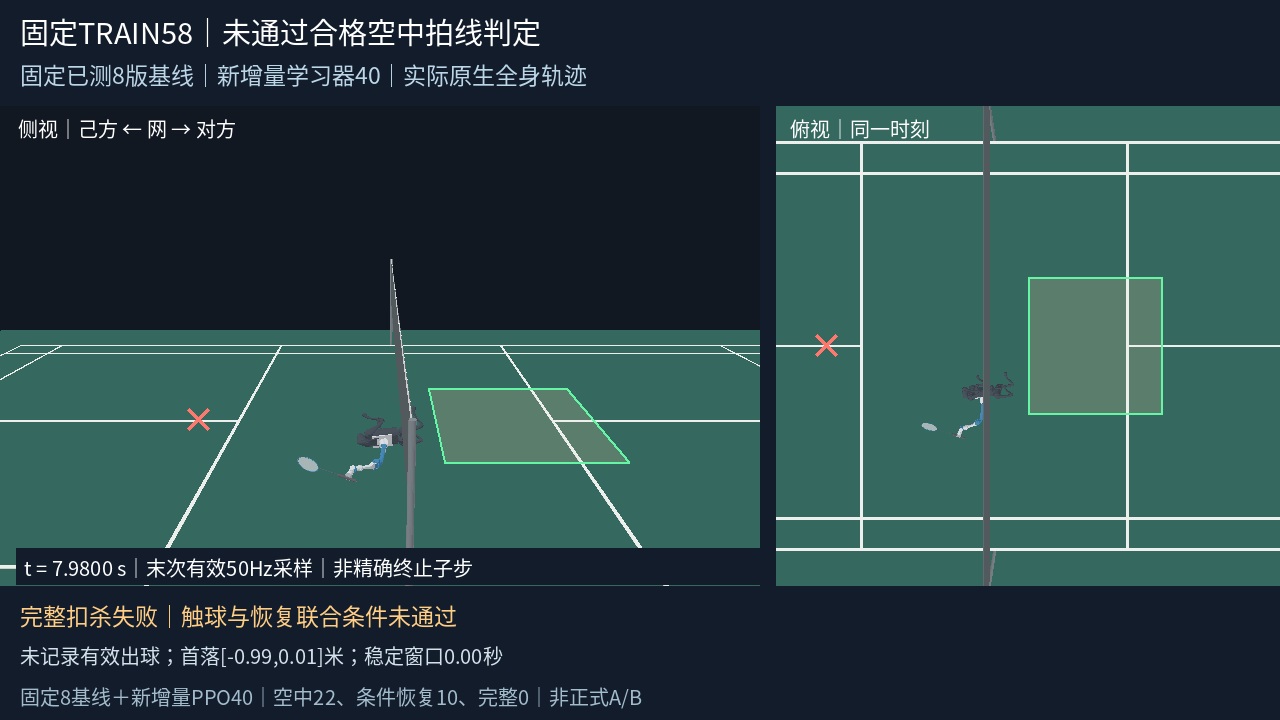 固定TRAIN58｜未通过合格空中拍线判定
固定已测8版基线｜新增量学习器40｜实际原生全身轨迹
侧视｜己方 ← 网 → 对方
俯视｜同一时刻
t = 7.9800 s｜末次有效50Hz采样｜非精确终止子步
完整扣杀失败｜触球与恢复联合条件未通过
未记录有效出球；首落[-0.99,0.01]米；稳定窗口0.00秒
固定8基线＋新增量PPO40｜空中22、条件恢复10、完整0｜非正式A/B